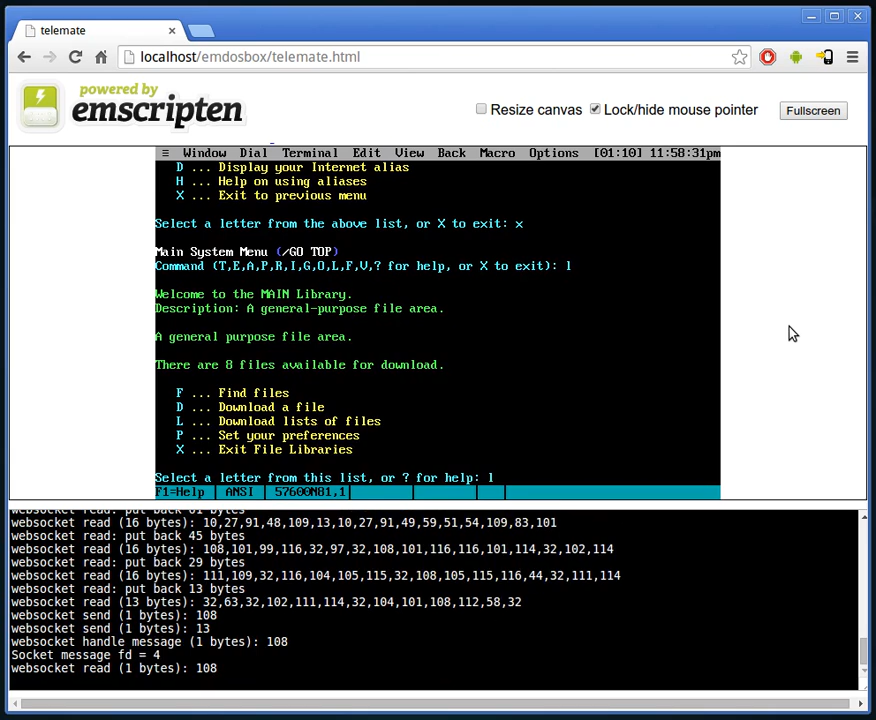 telemate
localhost/emdosbox/telemate.html
powered by
emscripten
Resize canvas
Lock/hide mouse pointer
Fullscreen
≡ Window Dial Terminal Edit View Back Macro Options [01:10] 11:58:31pm
D ... Display your Internet alias
H ... Help on using aliases
X ... Exit to previous menu
Select a letter from the above list, or X to exit: x
Main System Menu (/GO TOP)
Command (T,E,A,P,R,I,G,O,L,F,V,? for help, or X to exit): l
Welcome to the MAIN Library.
Description: A general-purpose file area.
A general purpose file area.
There are 8 files available for download.
F ... Find files
D ... Download a file
L ... Download lists of files
P ... Set your preferences
X ... Exit File Libraries
Select a letter from this list, or ? for help: l
F1=Help ANSI 57600N81,1
websocket read: put back 61 bytes
websocket read (16 bytes): 10,27,91,48,109,13,10,27,91,49,59,51,54,109,83,101
websocket read: put back 45 bytes
websocket read (16 bytes): 108,101,99,116,32,97,32,108,101,116,116,101,114,32,102,114
websocket read: put back 29 bytes
websocket read (16 bytes): 111,109,32,116,104,105,115,32,108,105,115,116,44,32,111,114
websocket read: put back 13 bytes
websocket read (13 bytes): 32,63,32,102,111,114,32,104,101,108,112,58,32
websocket send (1 bytes): 108
websocket send (1 bytes): 13
websocket handle message (1 bytes): 108
Socket message fd = 4
websocket read (1 bytes): 108